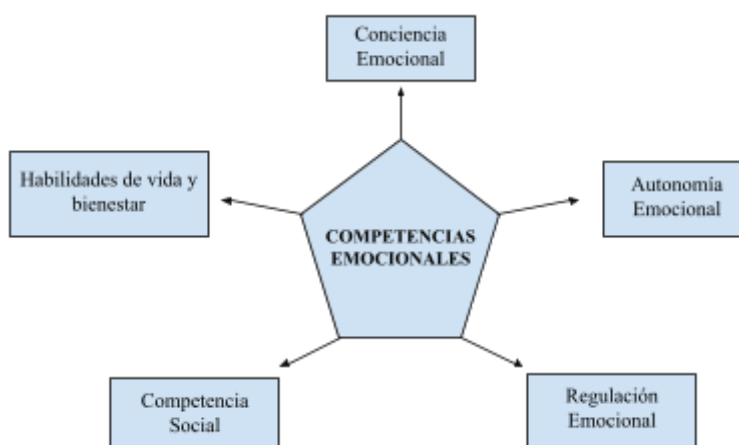 Conciencia
Emocional
Habilidades de vida y
bienestar
Autonomía
Emocional
COMPETENCIAS
EMOCIONALES
Competencia
Social
Regulación
Emocional